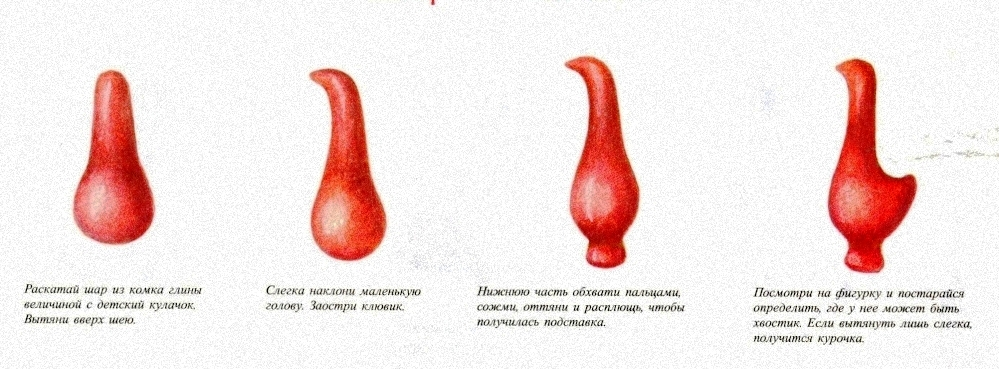 Раскатай шар из комка глины
величиной с детский кулачок.
Вытяни вверх шею.
Слегка наклони маленькую
голову. Заостри клювик.
Нижнюю часть обхвати пальцами,
сожми, оттяни и расплющь, чтобы
получилась подставка.
Посмотри на фигурку и постарайся
определить, где у нее может быть
хвостик. Если вытянуть лишь слегка,
получится курочка.